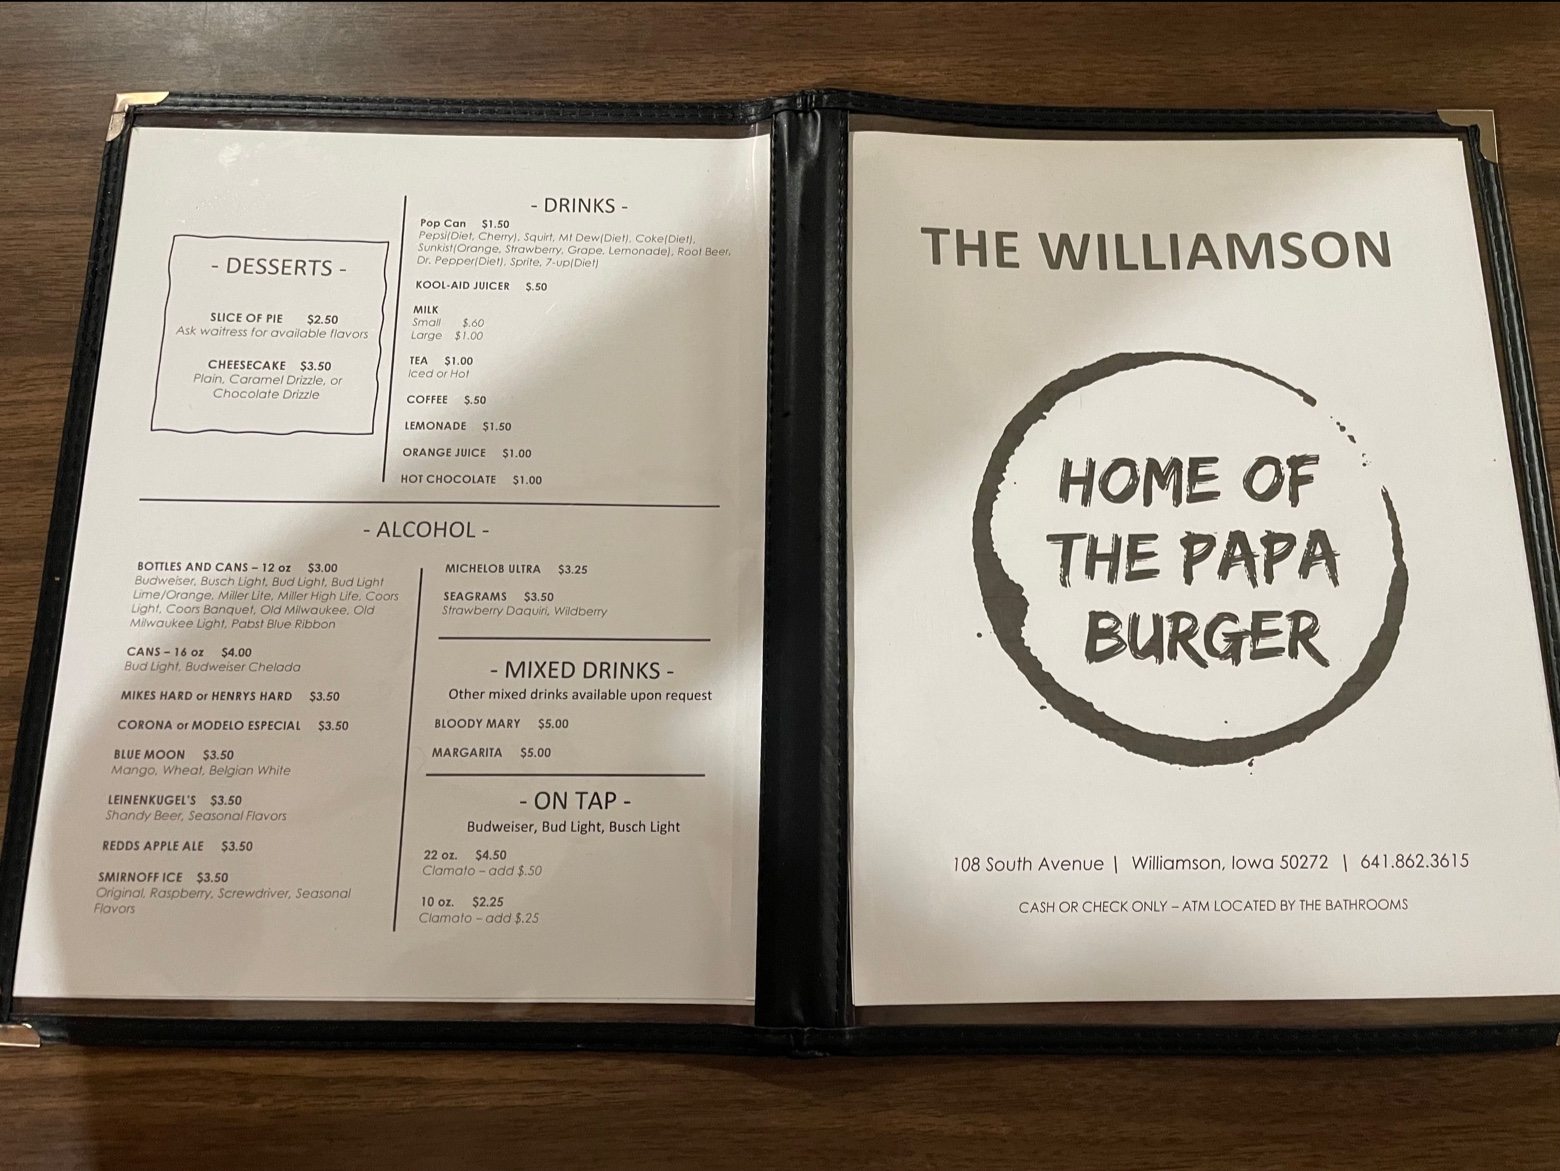 - DESSERTS -
SLICE OF PIE $2.50
Ask waitress for available flavors
CHEESECAKE $3.50
Plain, Caramel Drizzle, or
Chocolate Drizzle
- DRINKS -
Pop Can $1.50
Pepsi(Diet, Cherry), Squirt, Mt Dew(Diet), Coke(Diet),
Sunkist(Orange, Strawberry, Grape, Lemonade), Root Beer,
Dr. Pepper(Diet), Sprite, 7-up(Diet)
KOOL-AID JUICER $.50
MILK
Small $.60
Large $1.00
TEA $1.00
Iced or Hot
COFFEE $.50
LEMONADE $1.50
ORANGE JUICE $1.00
HOT CHOCOLATE $1.00
- ALCOHOL -
BOTTLES AND CANS – 12 oz $3.00
Budweiser, Busch Light, Bud Light, Bud Light
Lime/Orange, Miller Lite, Miller High Life, Coors
Light, Coors Banquet, Old Milwaukee, Old
Milwaukee Light, Pabst Blue Ribbon
CANS – 16 oz $4.00
Bud Light, Budweiser Chelada
MIKES HARD or HENRYS HARD $3.50
CORONA or MODELO ESPECIAL $3.50
BLUE MOON $3.50
Mango, Wheat, Belgian White
LEINENKUGEL'S $3.50
Shandy Beer, Seasonal Flavors
REDDS APPLE ALE $3.50
SMIRNOFF ICE $3.50
Original, Raspberry, Screwdriver, Seasonal
Flavors
MICHELOB ULTRA $3.25
SEAGRAMS $3.50
Strawberry Daquiri, Wildberry
- MIXED DRINKS -
Other mixed drinks available upon request
BLOODY MARY $5.00
MARGARITA $5.00
- ON TAP -
Budweiser, Bud Light, Busch Light
22 oz. $4.50
Clamato – add $.50
10 oz. $2.25
Clamato – add $.25
THE WILLIAMSON
HOME OF
THE PAPA
BURGER
108 South Avenue | Williamson, Iowa 50272 | 641.862.3615
CASH OR CHECK ONLY – ATM LOCATED BY THE BATHROOMS